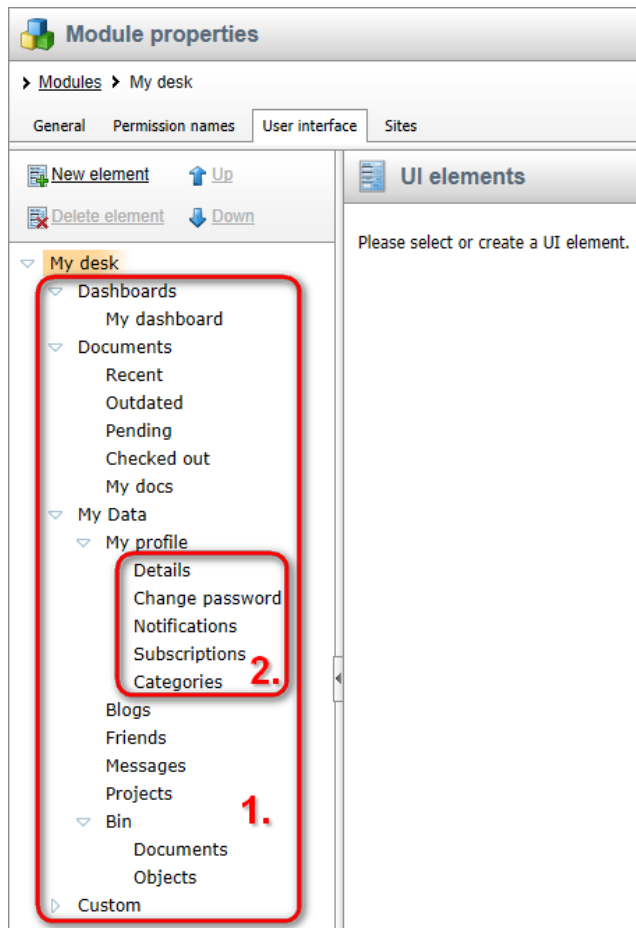 Module properties
Modules > My desk
General Permission names User interface Sites
New element Up
Delete element Down
UI elements
Please select or create a UI element.
My desk
Dashboards
My dashboard
Documents
Recent
Outdated
Pending
Checked out
My docs
My Data
My profile
Details
Change password
Notifications
Subscriptions
Categories
2.
Blogs
Friends
Messages
Projects
1.
Bin
Documents
Objects
Custom